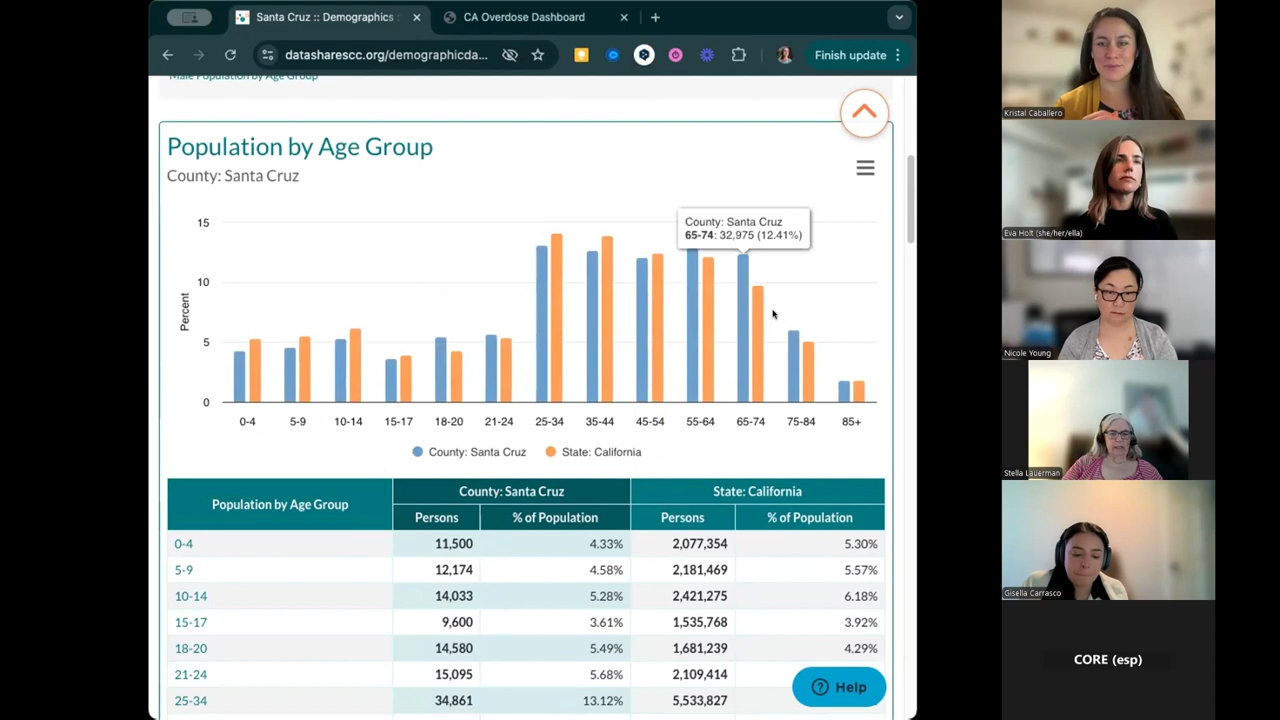 Santa Cruz :: Demographics :
CA Overdose Dashboard
datasharescc.org/demographicda...
Finish update
Male Population by Age Group
Population by Age Group
County: Santa Cruz
County: Santa Cruz
65-74: 32,975 (12.41%)
Percent
15
10
5
0
0-4 5-9 10-14 15-17 18-20 21-24 25-34 35-44 45-54 55-64 65-74 75-84 85+
County: Santa Cruz State: California
Population by Age Group County: Santa Cruz State: California
Persons % of Population Persons % of Population
0-4 11,500 4.33% 2,077,354 5.30%
5-9 12,174 4.58% 2,181,469 5.57%
10-14 14,033 5.28% 2,421,275 6.18%
15-17 9,600 3.61% 1,535,768 3.92%
18-20 14,580 5.49% 1,681,239 4.29%
21-24 15,095 5.68% 2,109,414
25-34 34,861 13.12% 5,533,827
Help
Kristal Caballero
Eva Holt (she/her/ella)
Nicole Young
Stella Lauerman
Gisella Carrasco
CORE (esp)